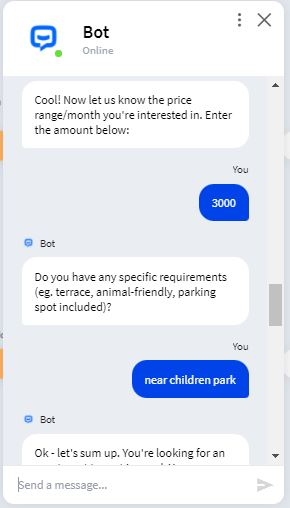 Bot
Online
Cool! Now let us know the price
range/month you're interested in. Enter
the amount below:
You
3000
Bot
Do you have any specific requirements
(eg. terrace, animal-friendly, parking
spot included)?
You
near children park
Bot
Ok - let's sum up. You're looking for an
Send a message...